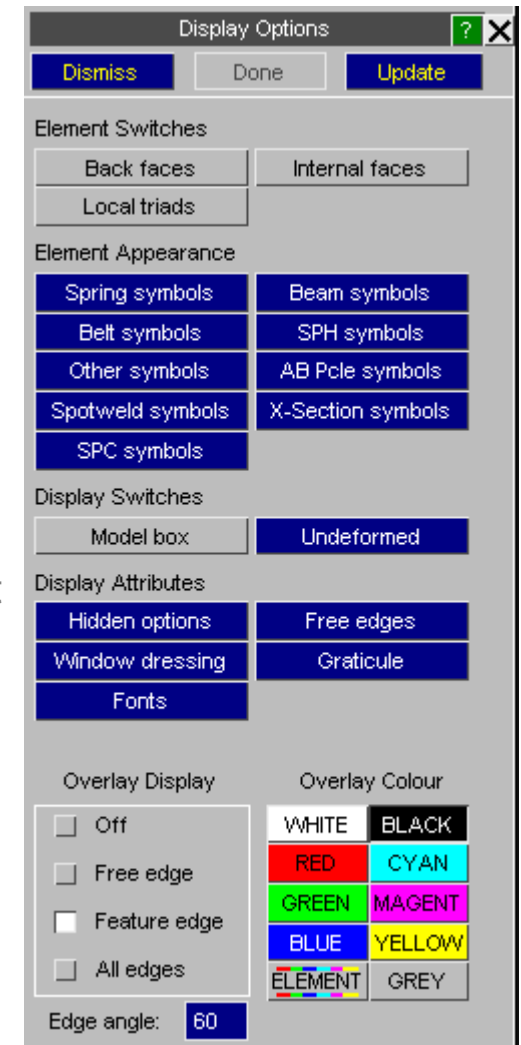 Display Options ?
Dismiss Done Update
Element Switches
Back faces Internal faces
Local triads
Element Appearance
Spring symbols Beam symbols
Belt symbols SPH symbols
Other symbols AB Pcle symbols
Spotweld symbols X-Section symbols
SPC symbols
Display Switches
Model box Undeformed
Display Attributes
Hidden options Free edges
Window dressing Graticule
Fonts
Overlay Display Overlay Colour
Off WHITE BLACK
Free edge RED CYAN
Feature edge GREEN MAGENT
All edges BLUE YELLOW
ELEMENT GREY
Edge angle: 60